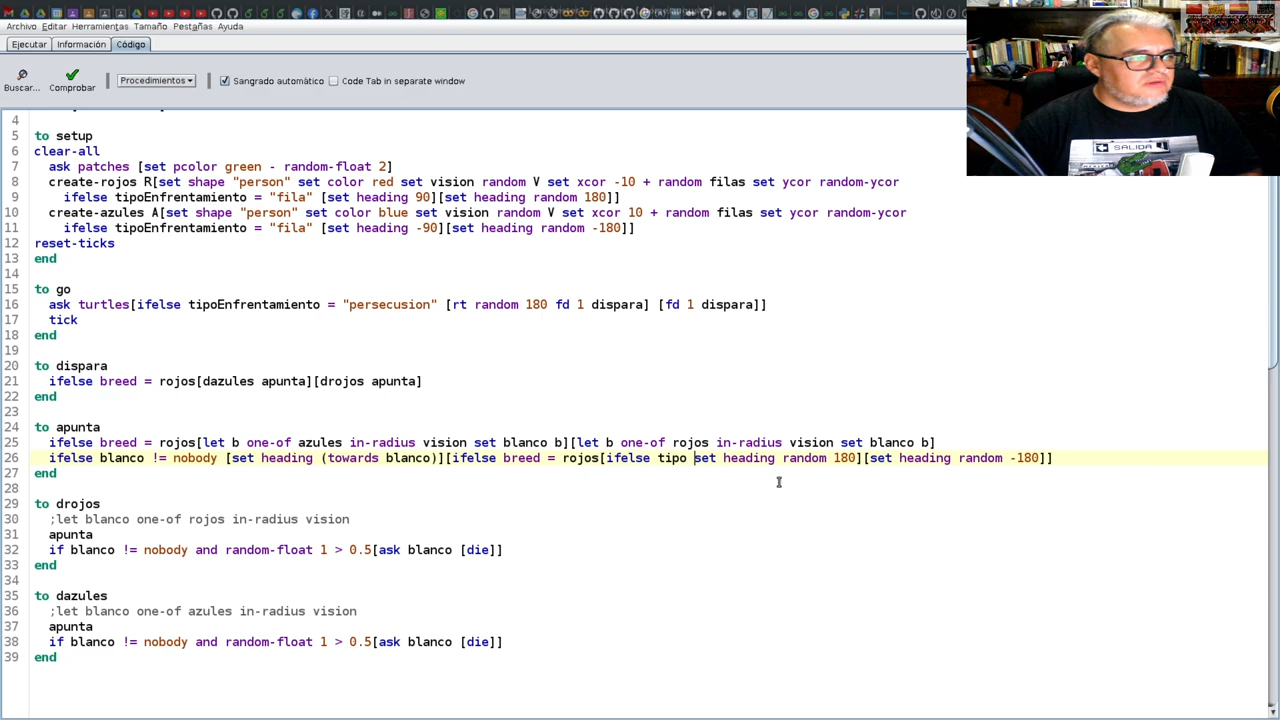 Archivo Editar Herramientas Tamaño Pestañas Ayuda
Ejecutar Información Código
Buscar... Comprobar Procedimientos Sangrado automático Code Tab in separate window
4
5 to setup
6 clear-all
7 ask patches [set pcolor green - random-float 2]
8 create-rojos R[set shape "person" set color red set vision random V set xcor -10 + random filas set ycor random-ycor
9 ifelse tipoEnfrentamiento = "fila" [set heading 90][set heading random 180]]
10 create-azules A[set shape "person" set color blue set vision random V set xcor 10 + random filas set ycor random-ycor
11 ifelse tipoEnfrentamiento = "fila" [set heading -90][set heading random -180]]
12 reset-ticks
13 end
14
15 to go
16 ask turtles[ifelse tipoEnfrentamiento = "persecusion" [rt random 180 fd 1 dispara] [fd 1 dispara]]
17 tick
18 end
19
20 to dispara
21 ifelse breed = rojos[dazules apunta][drojos apunta]
22 end
23
24 to apunta
25 ifelse breed = rojos[let b one-of azules in-radius vision set blanco b][let b one-of rojos in-radius vision set blanco b]
26 ifelse blanco != nobody [set heading (towards blanco)][ifelse breed = rojos[ifelse tipo set heading random 180][set heading random -180]]
27 end
28
29 to drojos
30 ;let blanco one-of rojos in-radius vision
31 apunta
32 if blanco != nobody and random-float 1 > 0.5[ask blanco [die]]
33 end
34
35 to dazules
36 ;let blanco one-of azules in-radius vision
37 apunta
38 if blanco != nobody and random-float 1 > 0.5[ask blanco [die]]
39 end
SALIDA